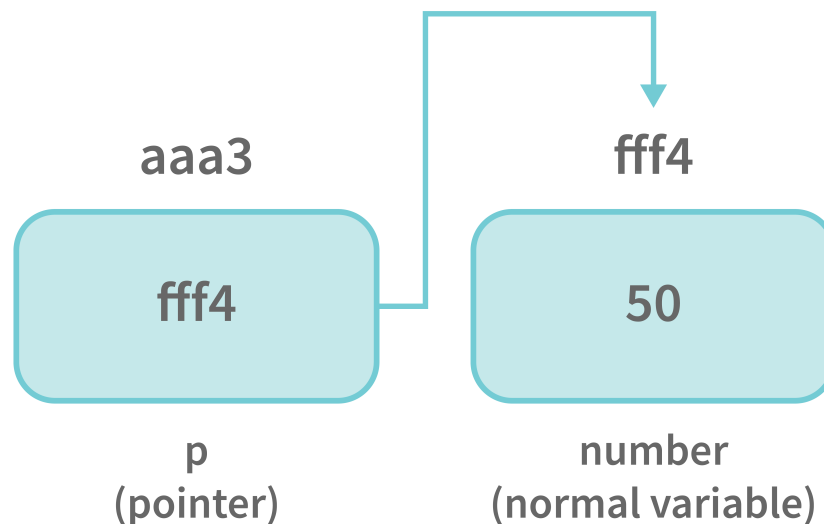 aaa3
fff4
fff4
50
p
(pointer)
number
(normal variable)